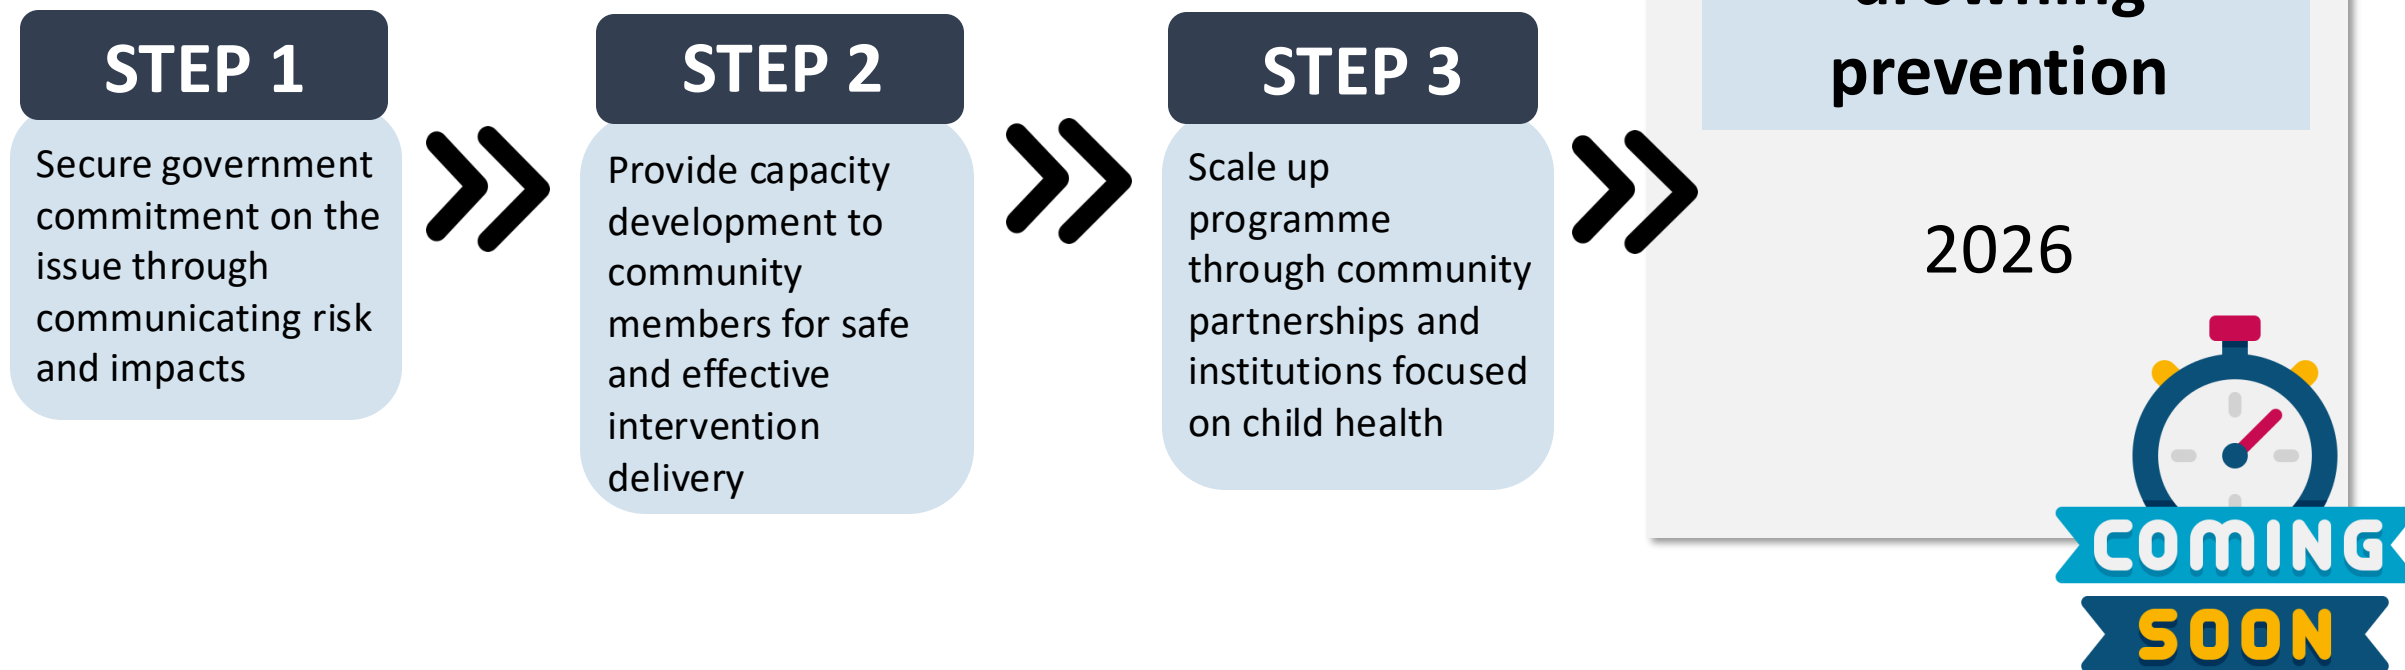 STEP 1
Secure government
commitment on the
issue through
communicating risk
and impacts
STEP 2
Provide capacity
development to
community
members for safe
and effective
intervention
delivery
STEP 3
Scale up
programme
through community
partnerships and
institutions focused
on child health
drowning
prevention
2026
COMING
SOON